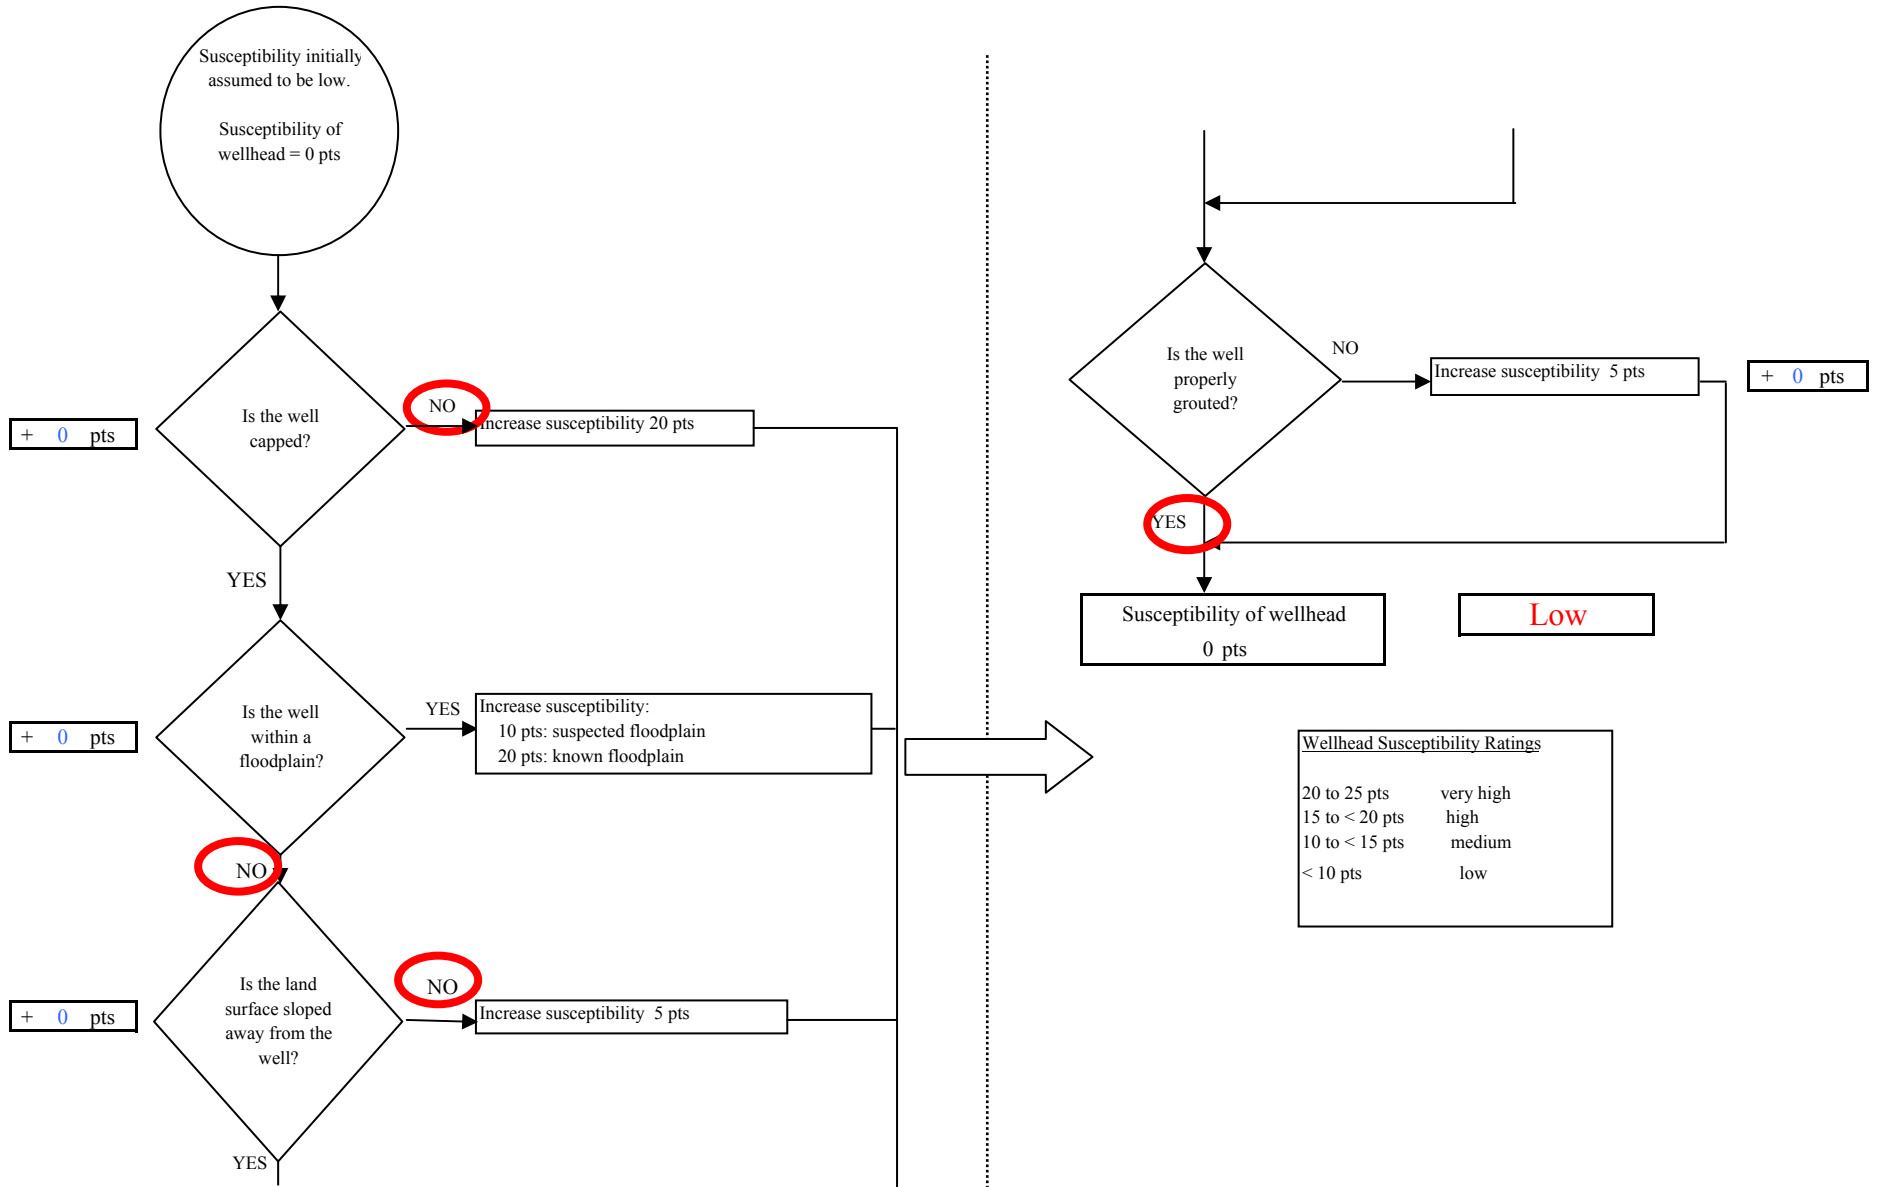 Susceptibility initially
assumed to be low.
Susceptibility of
wellhead = 0 pts
Is the well
capped?
NO
Increase susceptibility 20 pts
+ 0 pts
YES
Is the well
within a
floodplain?
YES
Increase susceptibility:
10 pts: suspected floodplain
20 pts: known floodplain
+ 0 pts
NO
Is the land
surface sloped
away from the
well?
NO
Increase susceptibility 5 pts
+ 0 pts
YES
Is the well
properly
grouted?
NO
Increase susceptibility 5 pts
+ 0 pts
YES
Susceptibility of wellhead
0 pts
Low
Wellhead Susceptibility Ratings
20 to 25 pts very high
15 to < 20 pts high
10 to < 15 pts medium
< 10 pts low